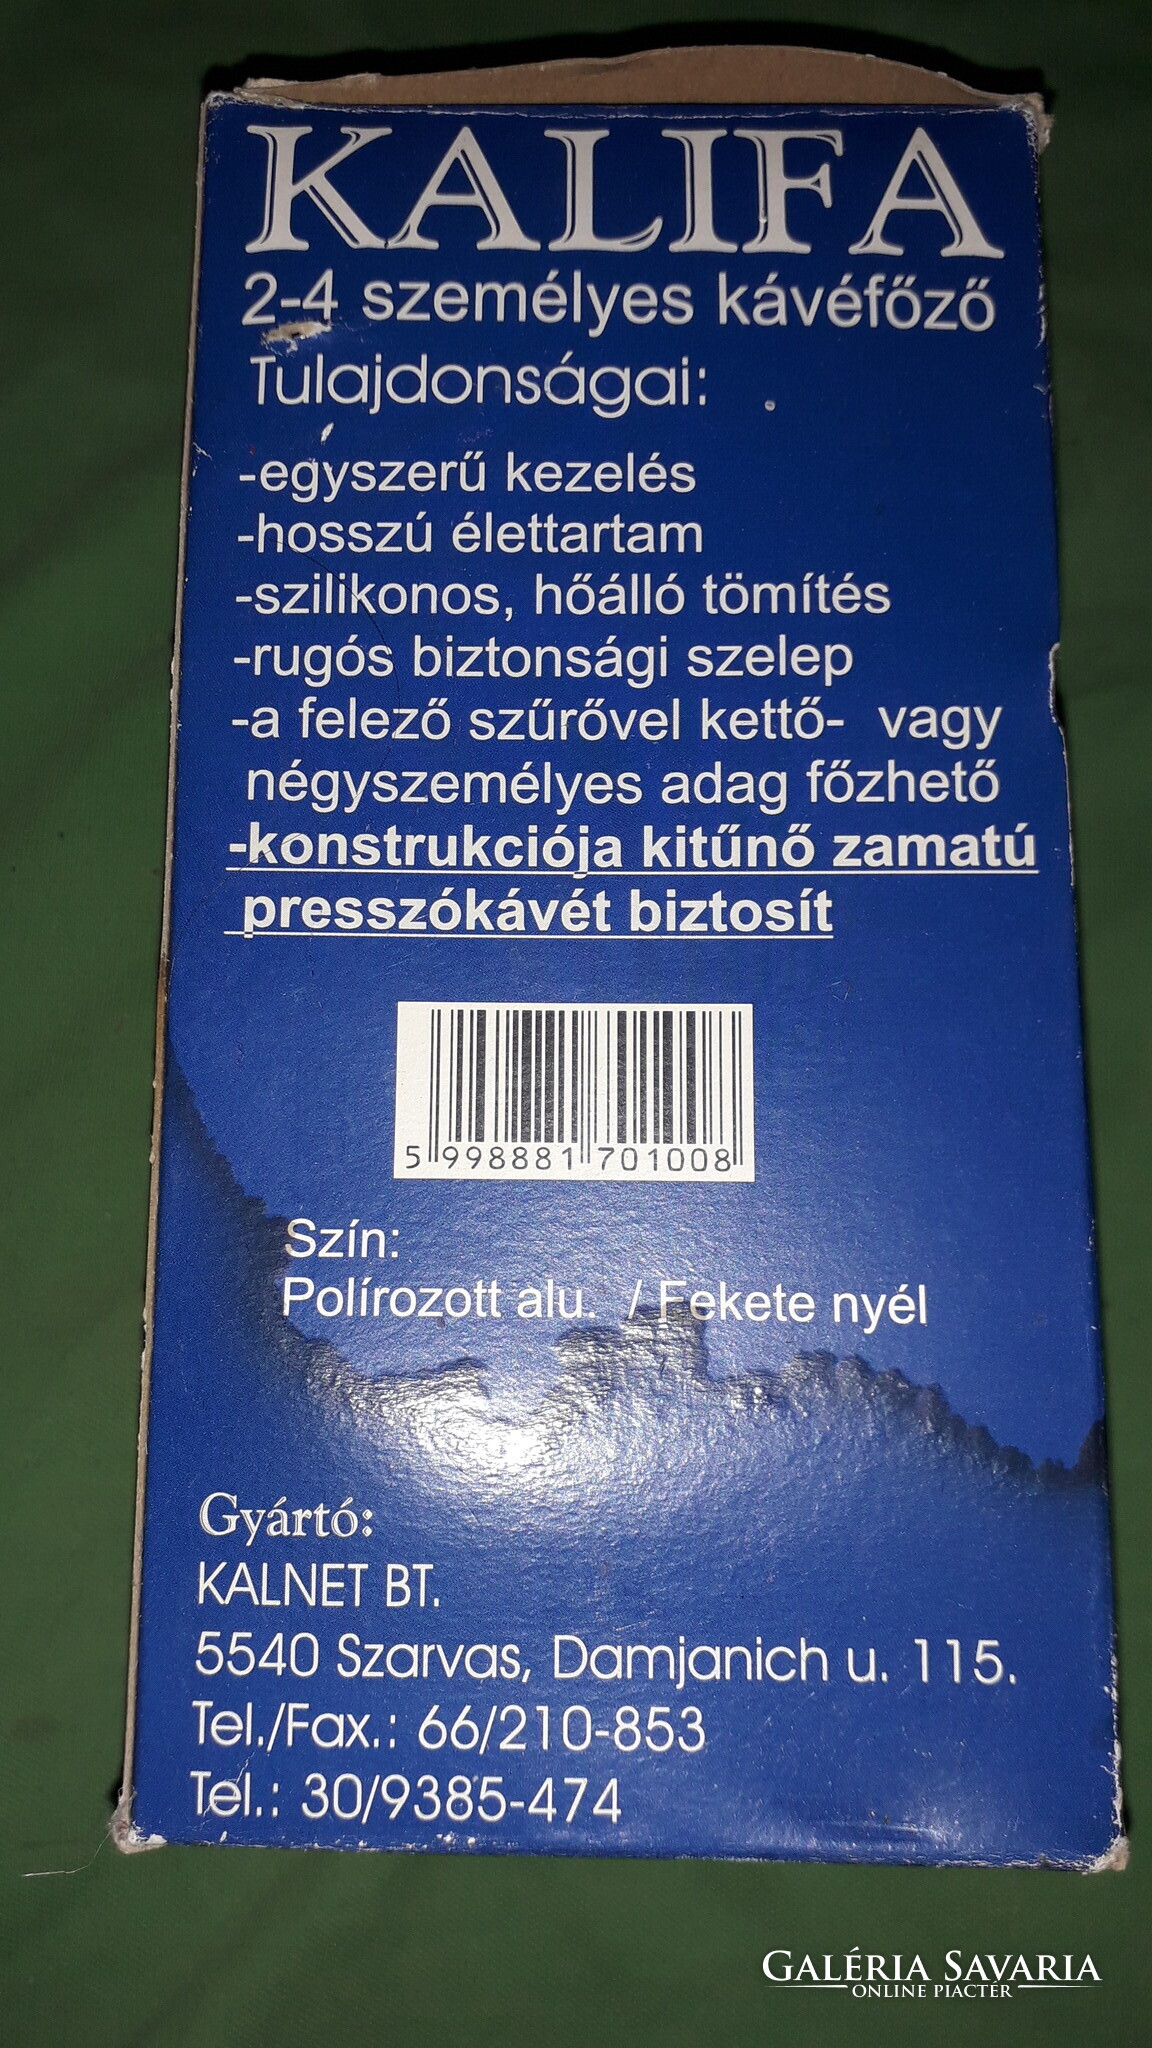 KALIFA
2-4 személyes kávéfőző
Tulajdonságai:
-egyszerű kezelés
-hosszú élettartam
-szilikonos, hőálló tömítés
-rugós biztonsági szelep
-a felező szűrővel kettő- vagy
négyszemélyes adag főzhető
-konstrukciója kitűnő zamatú
presszókávét biztosít
5 998881 701008
Szín:
Polírozott alu. / Fekete nyél
Gyártó:
KALNET BT.
5540 Szarvas, Damjanich u. 115.
Tel./Fax.: 66/210-853
Tel.: 30/9385-474
GALÉRIA SAVARIA
ONLINE PIACTÉR